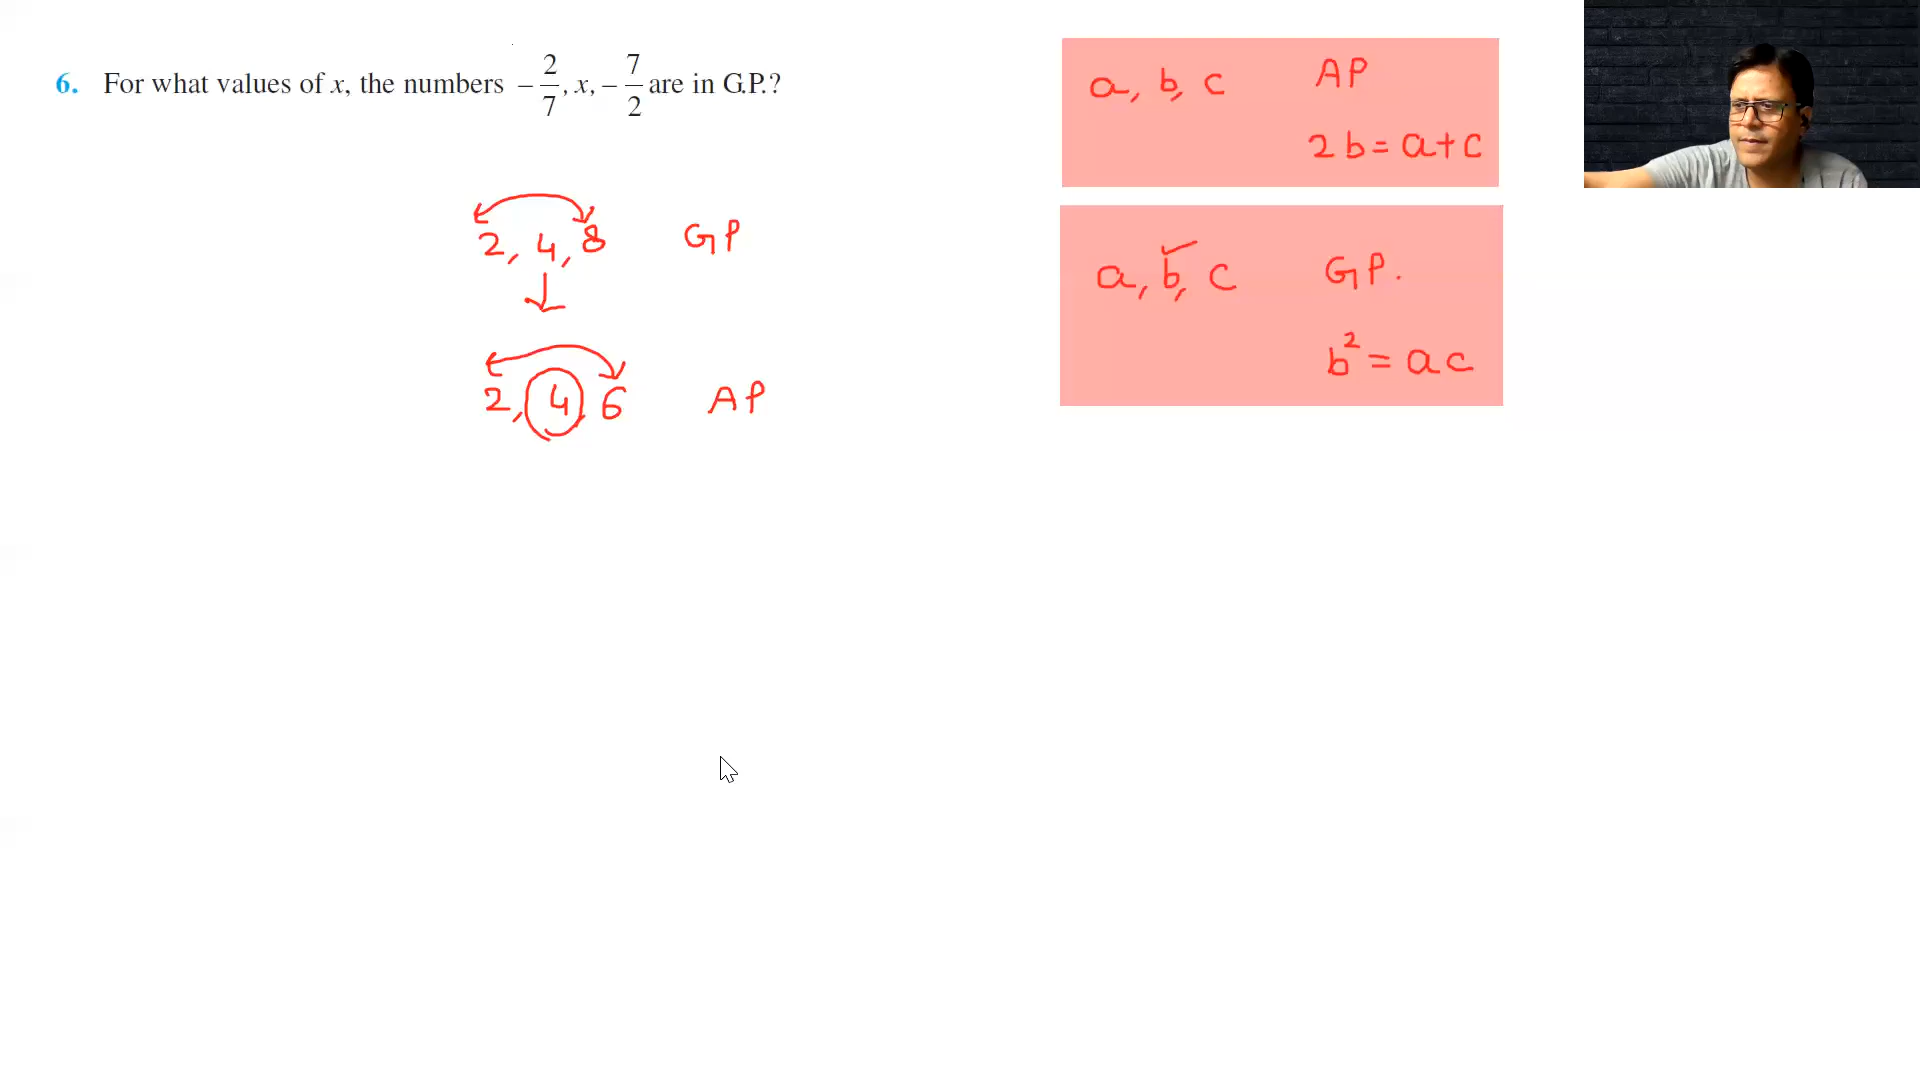 6. For what values of x, the numbers −2/7, x, −7/2 are in G.P.?
a, b, c AP
2b = a+c
2, 4, 8 GP
a, b, c GP.
b² = ac
2, 4, 6 AP